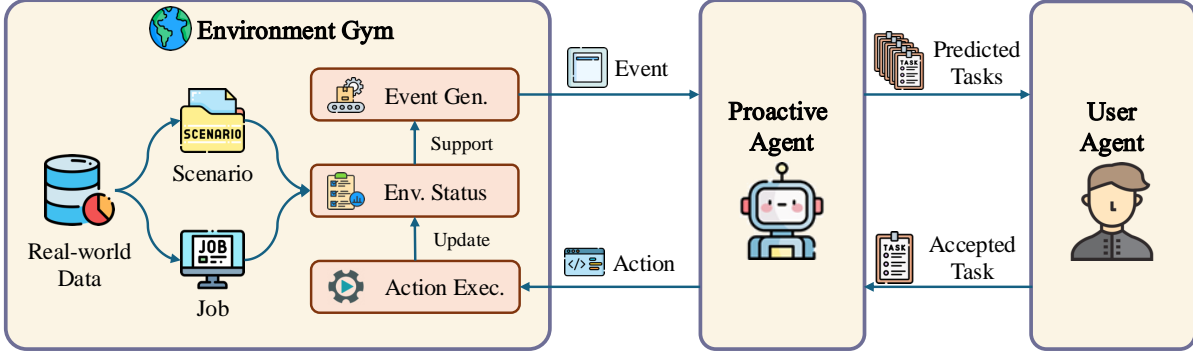 Environment Gym
Real-world
Data
SCENARIO
Scenario
JOB
Job
Event Gen.
Support
Env. Status
Update
Action Exec.
Event
Action
</>
Proactive
Agent
TASK
Predicted
Tasks
TASK
Accepted
Task
User
Agent